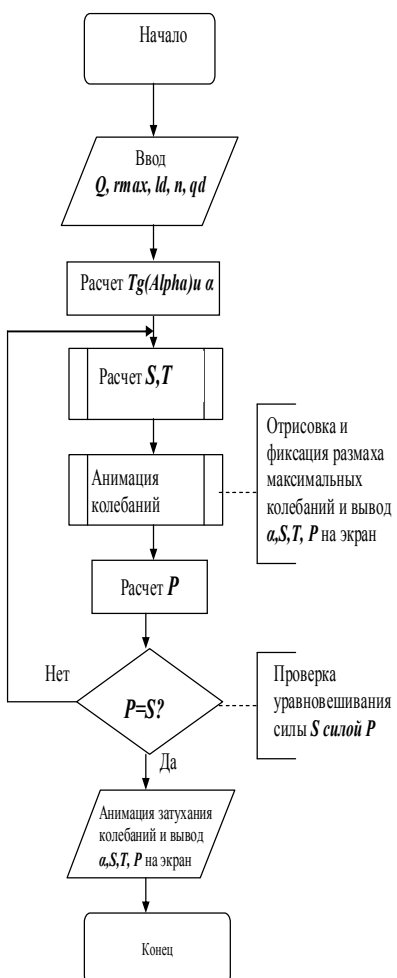 Начало
Ввод
Q, rmax, ld, n, qd
Расчет Tg(Alpha)и α
Расчет S,T
Анимация
колебаний
Отрисовка и
фиксация размаха
максимальных
колебаний и вывод
α,S,T, P на экран
Расчет P
Нет
P=S?
Проверка
уравновешивания
силы S силой P
Да
Анимация затухания
колебаний и вывод
α,S,T, P на экран
Конец